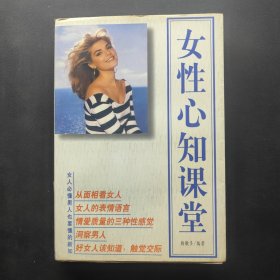 女性心知课堂
从面相看女人
女人的表情语言
情爱质量的三种性感觉
洞察男人
好女人该知道：触觉交际
编著